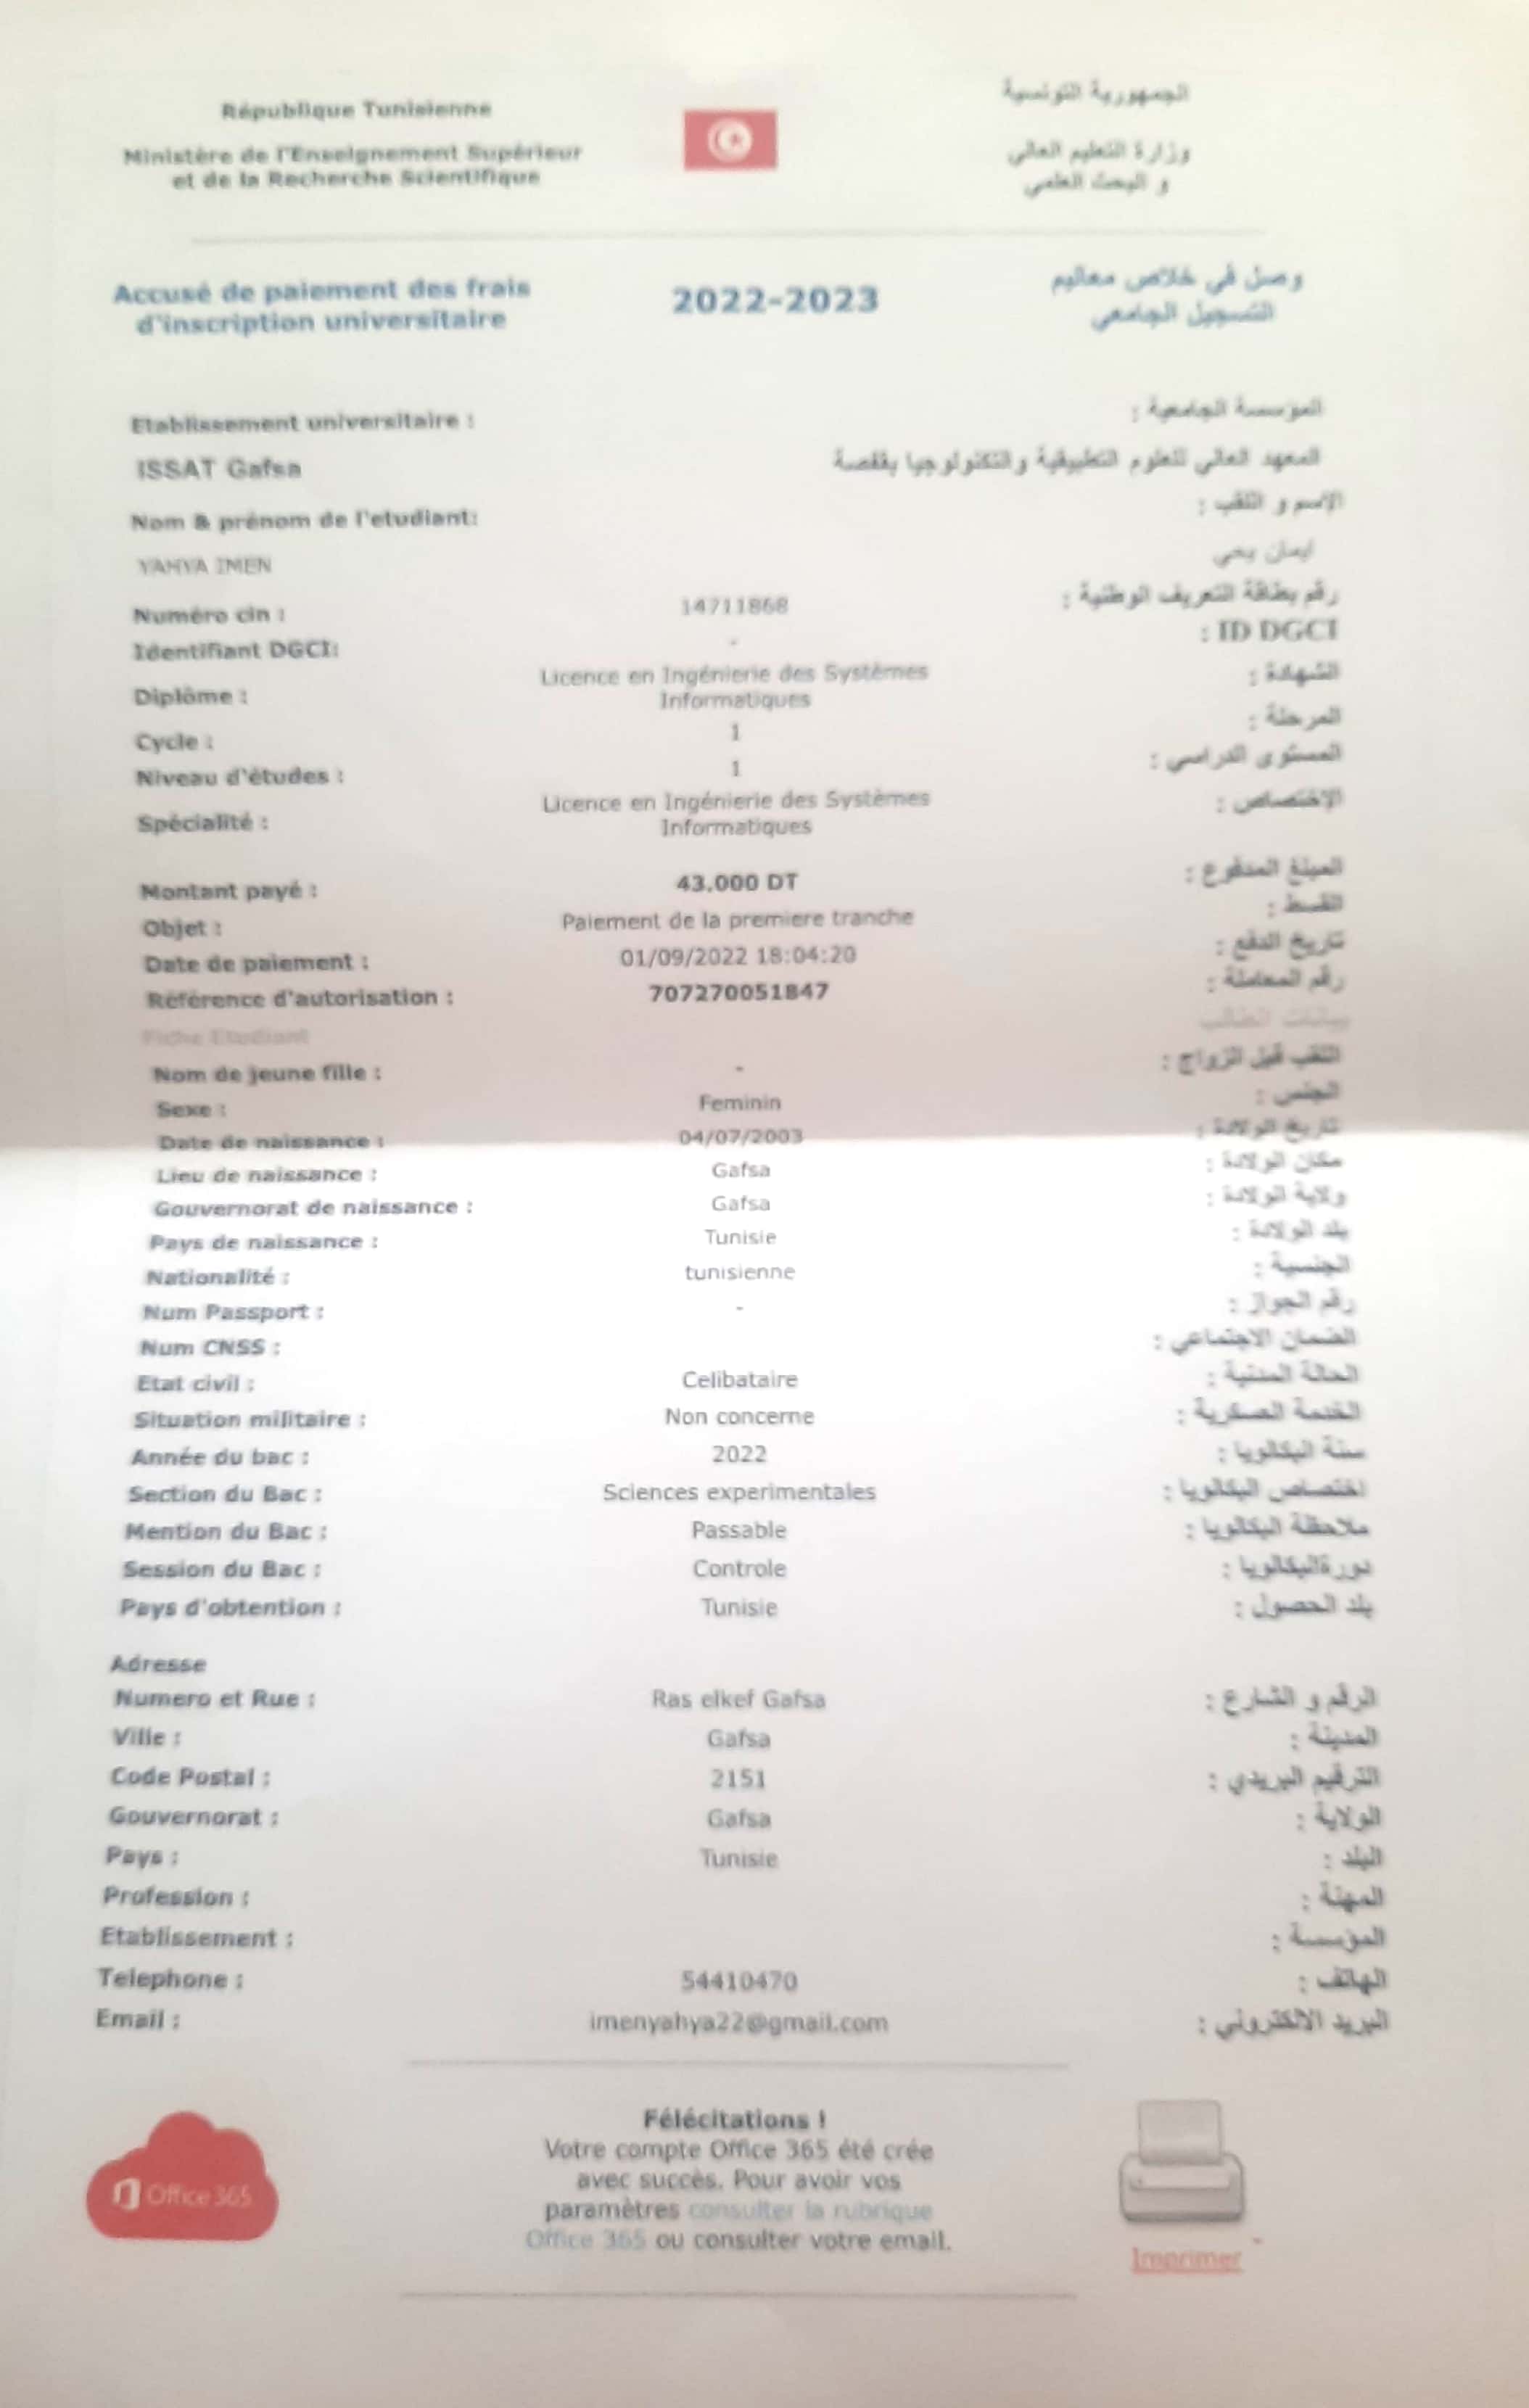 République Tunisienne
الجمهورية التونسية
Ministère de l'Enseignement Supérieur
et de la Recherche Scientifique
وزارة التعليم العالي
و البحث العلمي
Accusé de paiement des frais
d'inscription universitaire
2022-2023
وصل في خلاص معاليم
التسجيل الجامعي
Etablissement universitaire :
المؤسسة الجامعية :
ISSAT Gafsa
المعهد العالي للعلوم التطبيقية والتكنولوجيا بقفصة
Nom & prénom de l'etudiant:
الإسم و اللقب :
YAHYA IMEN
ايمان يحي
Numéro cin : 14711868 رقم بطاقة التعريف الوطنية :
Identifiant DGCI: - ID DGCI :
Diplôme : Licence en Ingénierie des Systèmes
Informatiques الشهادة :
Cycle : 1 المرحلة :
Niveau d'études : 1 المستوى الدراسي :
Spécialité : Licence en Ingénierie des Systèmes
Informatiques الإختصاص :
Montant payé : 43.000 DT المبلغ المدفوع :
Objet : Paiement de la premiere tranche القسط :
Date de paiement : 01/09/2022 18:04:20 تاريخ الدفع :
Référence d'autorisation : 707270051847 رقم المعاملة :
Fiche Etudiant بيانات الطالب
Nom de jeune fille : - اللقب قبل الزواج :
Sexe : Feminin الجنس :
Date de naissance : 04/07/2003 تاريخ الولادة :
Lieu de naissance : Gafsa مكان الولادة :
Gouvernorat de naissance : Gafsa ولاية الولادة :
Pays de naissance : Tunisie بلد الولادة :
Nationalité : tunisienne الجنسية :
Num Passport : - رقم الجواز :
Num CNSS : الضمان الاجتماعي :
Etat civil : Celibataire الحالة المدنية :
Situation militaire : Non concerne الخدمة العسكرية :
Année du bac : 2022 سنة البكالوريا :
Section du Bac : Sciences experimentales اختصاص البكالوريا :
Mention du Bac : Passable ملاحظة البكالوريا :
Session du Bac : Controle دورةالبكالوريا :
Pays d'obtention : Tunisie بلد الحصول :
Adresse
Numero et Rue : Ras elkef Gafsa الرقم و الشارع :
Ville : Gafsa المدينة :
Code Postal : 2151 الترقيم البريدي :
Gouvernorat : Gafsa الولاية :
Pays : Tunisie البلد :
Profession : المهنة :
Etablissement : المؤسسة :
Telephone : 54410470 الهاتف :
Email : imenyahya22@gmail.com البريد الالكتروني :
Félécitations !
Votre compte Office 365 été crée
avec succès. Pour avoir vos
paramètres consulter la rubrique
Office 365 ou consulter votre email.
Office 365
Imprimer